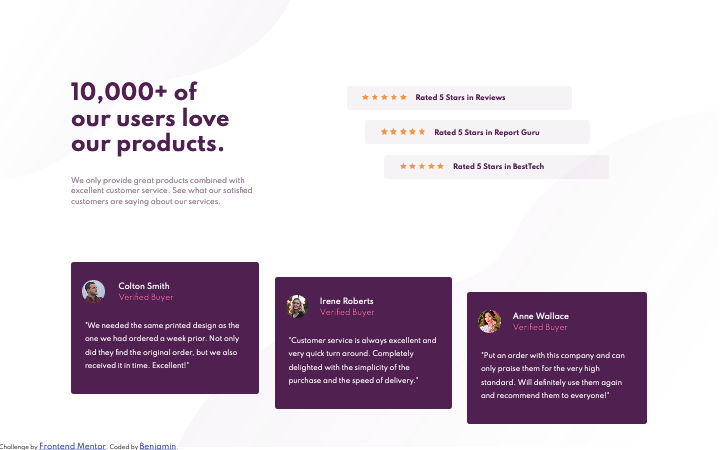 10,000+ of
our users love
our products.
We only provide great products combined with
excellent customer service. See what our satisfied
customers are saying about our services.
Rated 5 Stars in Reviews
Rated 5 Stars in Report Guru
Rated 5 Stars in BestTech
Colton Smith
Verified Buyer
"We needed the same printed design as the
one we had ordered a week prior. Not only
did they find the original order, but we also
received it in time. Excellent!"
Irene Roberts
Verified Buyer
"Customer service is always excellent and
very quick turn around. Completely
delighted with the simplicity of the
purchase and the speed of delivery."
Anne Wallace
Verified Buyer
"Put an order with this company and can
only praise them for the very high
standard. Will definitely use them again
and recommend them to everyone!"
Challenge by Frontend Mentor. Coded by Benjamin.